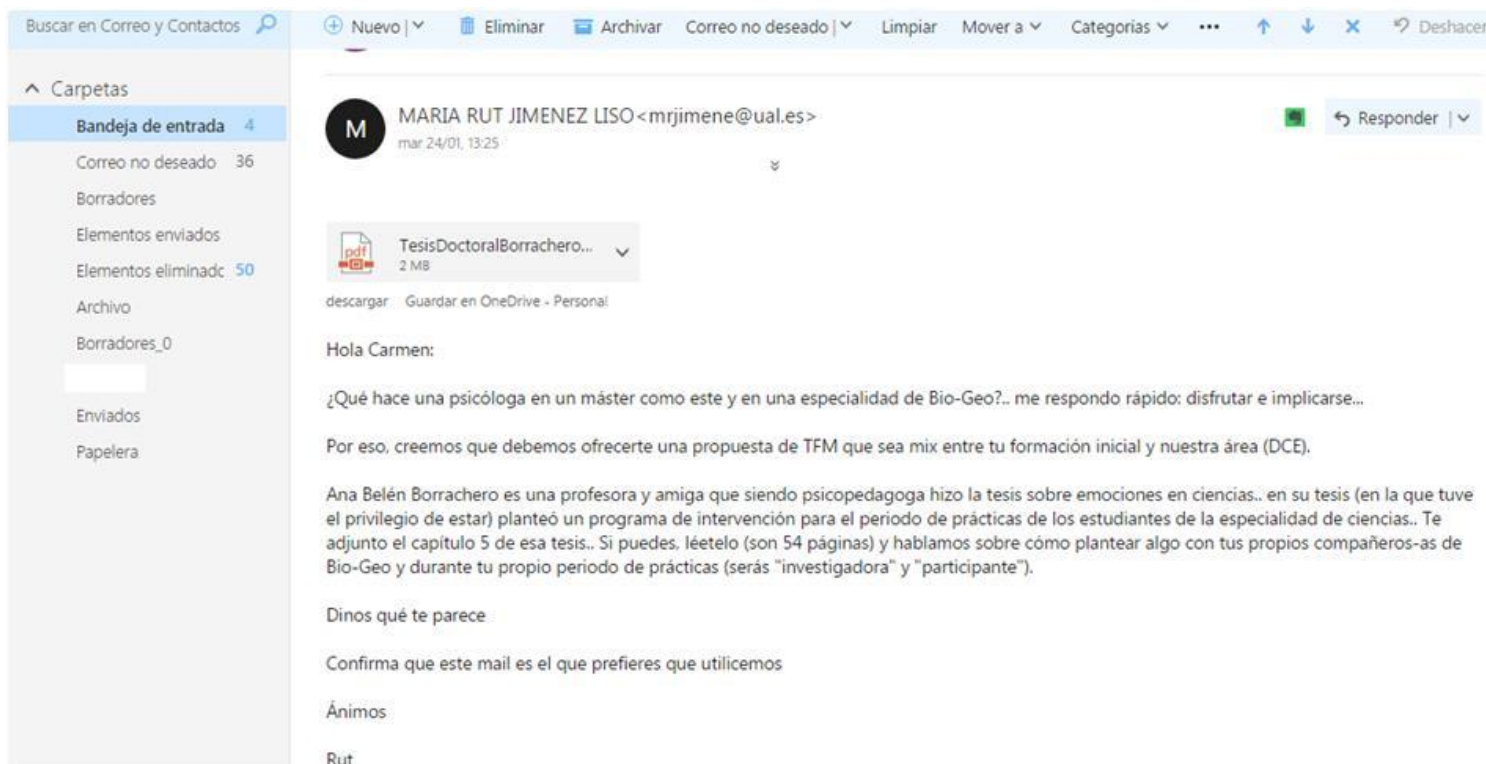 Buscar en Correo y Contactos
Nuevo | Eliminar Archivar Correo no deseado | Limpiar Mover a Categorías ••• Deshacer
Carpetas
Bandeja de entrada 4
Correo no deseado 36
Borradores
Elementos enviados
Elementos eliminadc 50
Archivo
Borradores_0
Enviados
Papelera
M
MARIA RUT JIMENEZ LISO<mrjimene@ual.es>
mar 24/01, 13:25
Responder |
pdf
TesisDoctoralBorrachero...
2 MB
descargar Guardar en OneDrive - Personal
Hola Carmen:
¿Qué hace una psicóloga en un máster como este y en una especialidad de Bio-Geo?.. me respondo rápido: disfrutar e implicarse...
Por eso, creemos que debemos ofrecerte una propuesta de TFM que sea mix entre tu formación inicial y nuestra área (DCE).
Ana Belén Borrachero es una profesora y amiga que siendo psicopedagoga hizo la tesis sobre emociones en ciencias.. en su tesis (en la que tuve
el privilegio de estar) planteó un programa de intervención para el periodo de prácticas de los estudiantes de la especialidad de ciencias.. Te
adjunto el capítulo 5 de esa tesis.. Si puedes, léetelo (son 54 páginas) y hablamos sobre cómo plantear algo con tus propios compañeros-as de
Bio-Geo y durante tu propio periodo de prácticas (serás "investigadora" y "participante").
Dinos qué te parece
Confirma que este mail es el que prefieres que utilicemos
Ánimos
Rut